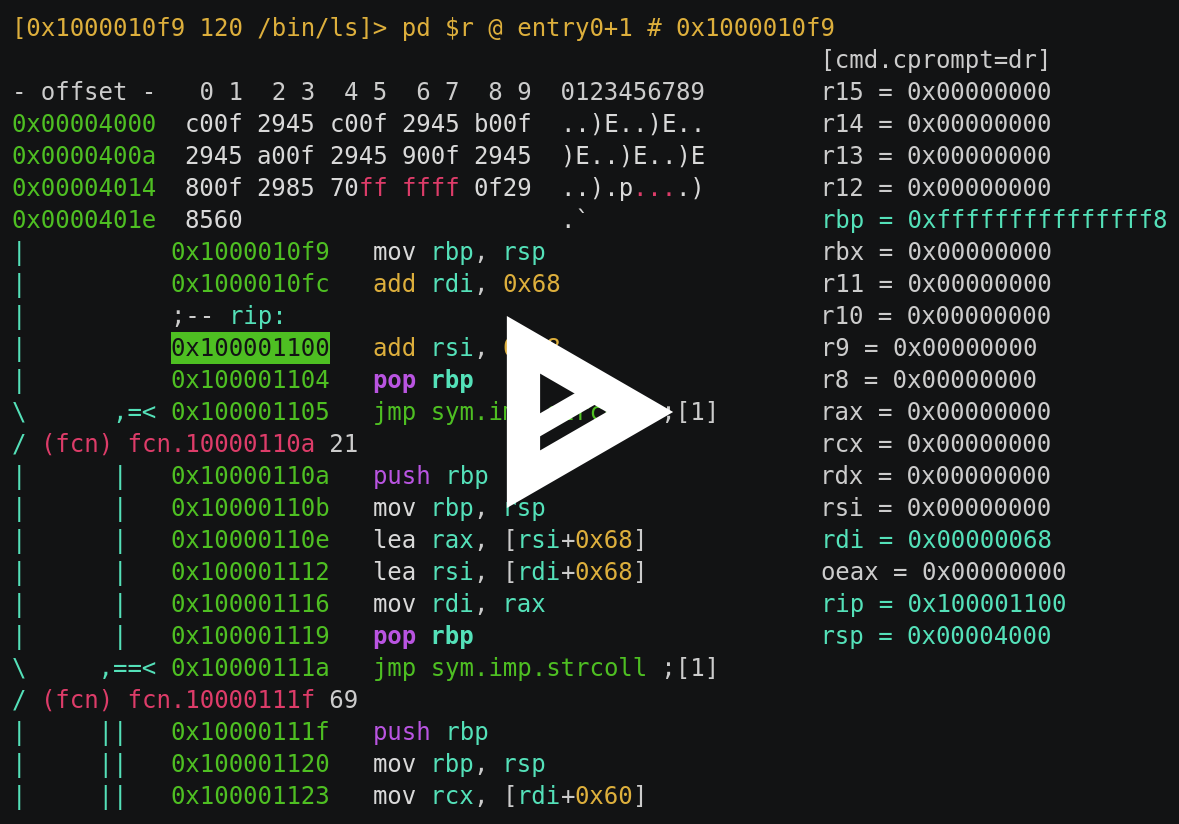 [0x1000010f9 120 /bin/ls]> pd $r @ entry0+1 # 0x1000010f9
[cmd.cprompt=dr]
- offset -   0 1  2 3  4 5  6 7  8 9  0123456789        r15 = 0x00000000
0x00004000  c00f 2945 c00f 2945 b00f  ..)E..)E..        r14 = 0x00000000
0x0000400a  2945 a00f 2945 900f 2945  )E..)E..)E        r13 = 0x00000000
0x00004014  800f 2985 70ff ffff 0f29  ..).p....)        r12 = 0x00000000
0x0000401e  8560                      .`        rbp = 0xfffffffffffffff8
|          0x1000010f9   mov rbp, rsp        rbx = 0x00000000
|          0x1000010fc   add rdi, 0x68        r11 = 0x00000000
|          ;-- rip:        r10 = 0x00000000
|          0x100001100   add rsi,        r9 = 0x00000000
|          0x100001104   pop rbp        r8 = 0x00000000
\      ,=< 0x100001105   jmp ;[1]        rax = 0x00000000
/ (fcn) fcn.10000110a 21        rcx = 0x00000000
|      |   0x10000110a   push rbp        rdx = 0x00000000
|      |   0x10000110b   mov rbp, rsp        rsi = 0x00000000
|      |   0x10000110e   lea rax, [rsi+0x68]        rdi = 0x00000068
|      |   0x100001112   lea rsi, [rdi+0x68]        oeax = 0x00000000
|      |   0x100001116   mov rdi, rax        rip = 0x100001100
|      |   0x100001119   pop rbp        rsp = 0x00004000
\     ,==< 0x10000111a   jmp sym.imp.strcoll ;[1]
/ (fcn) fcn.10000111f 69
|     ||   0x10000111f   push rbp
|     ||   0x100001120   mov rbp, rsp
|     ||   0x100001123   mov rcx, [rdi+0x60]